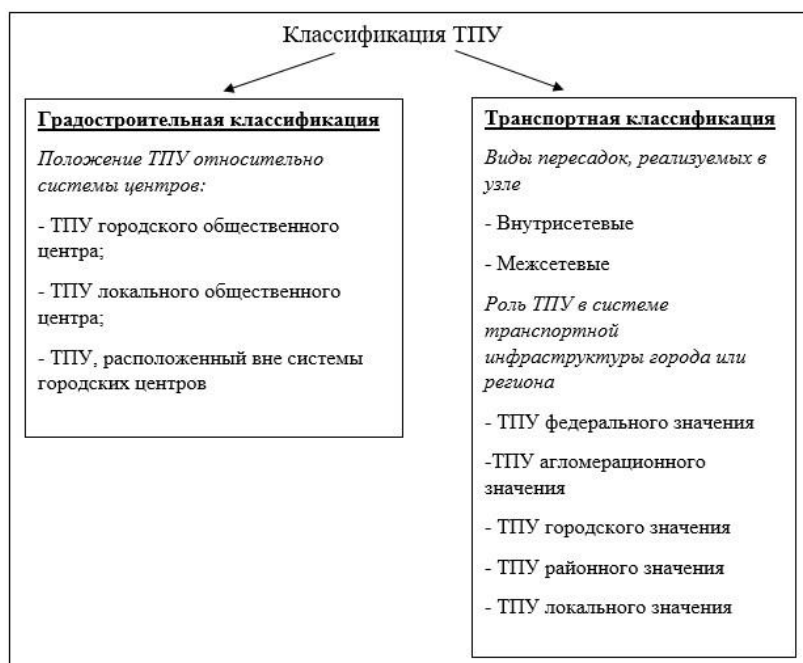 Классификация ТПУ
Градостроительная классификация
Положение ТПУ относительно
системы центров:
- ТПУ городского общественного
центра;
- ТПУ локального общественного
центра;
- ТПУ, расположенный вне системы
городских центров
Транспортная классификация
Виды пересадок, реализуемых в
узле
- Внутрисетевые
- Межсетевые
Роль ТПУ в системе
транспортной
инфраструктуры города или
региона
- ТПУ федерального значения
-ТПУ агломерационного
значения
- ТПУ городского значения
- ТПУ районного значения
- ТПУ локального значения